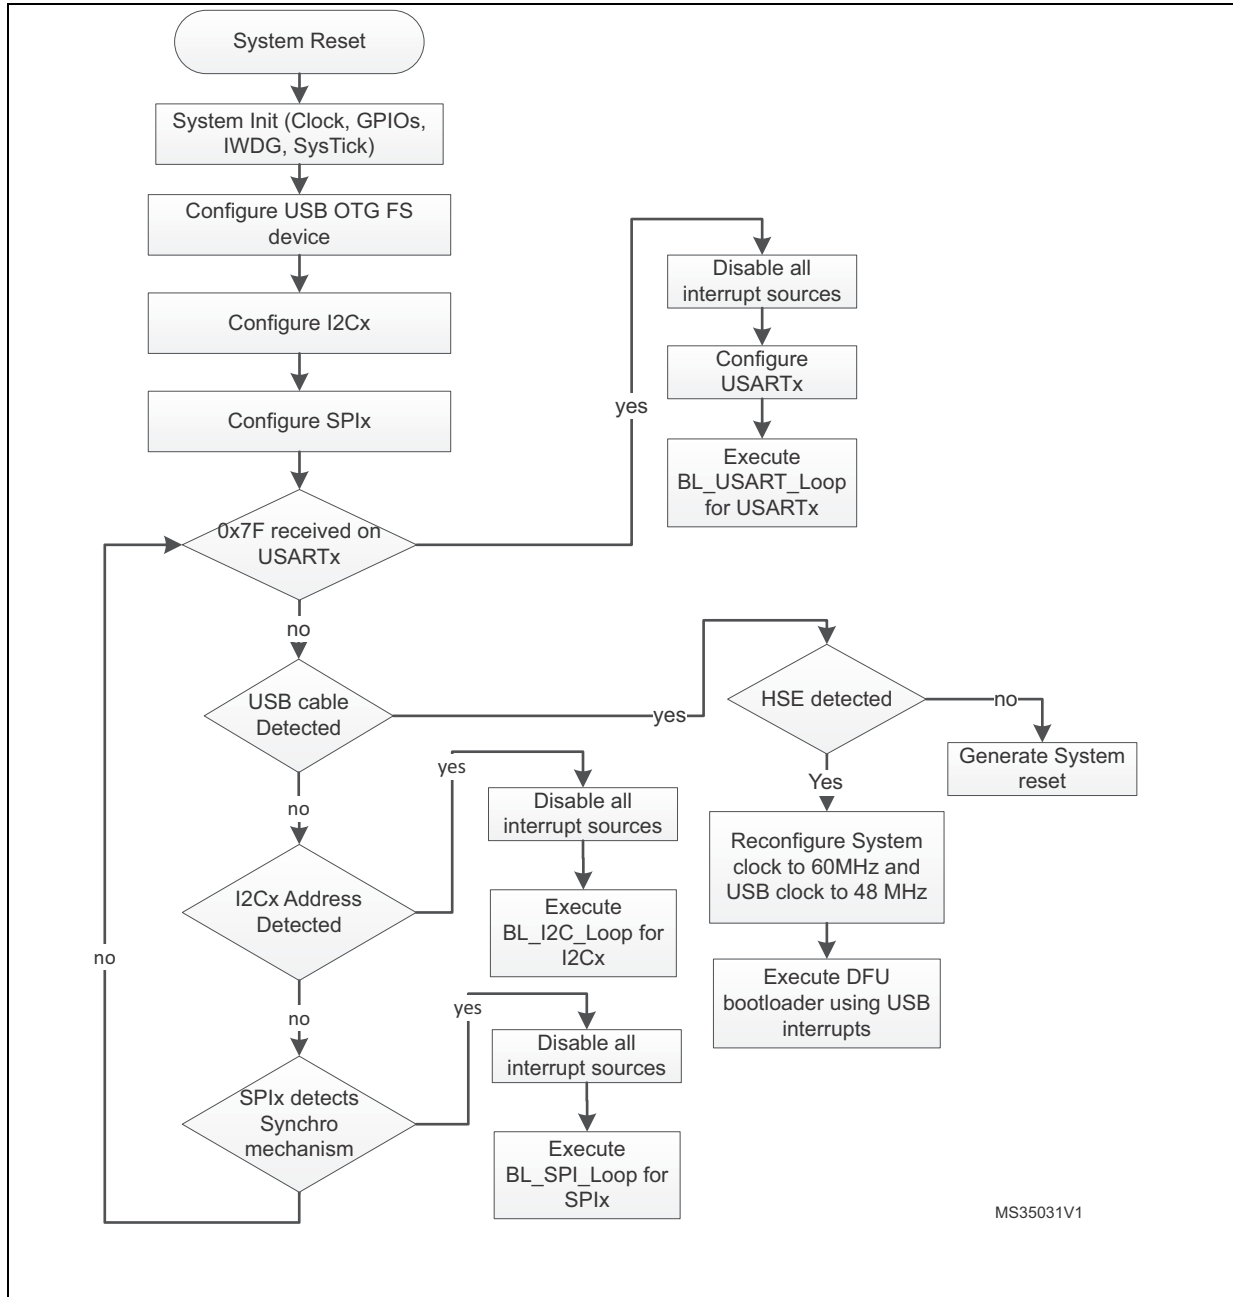 System Reset
System Init (Clock, GPIOs,
IWDG, SysTick)
Configure USB OTG FS
device
Configure I2Cx
Configure SPIx
0x7F received on
USARTx
yes
Disable all
interrupt sources
Configure
USARTx
Execute
BL_USART_Loop
for USARTx
no
USB cable
Detected
yes
HSE detected
no
Generate System
reset
Yes
Reconfigure System
clock to 60MHz and
USB clock to 48 MHz
Execute DFU
bootloader using USB
interrupts
no
I2Cx Address
Detected
yes
Disable all
interrupt sources
Execute
BL_I2C_Loop for
I2Cx
no
SPIx detects
Synchro
mechanism
yes
Disable all
interrupt sources
Execute
BL_SPI_Loop for
SPIx
no
MS35031V1